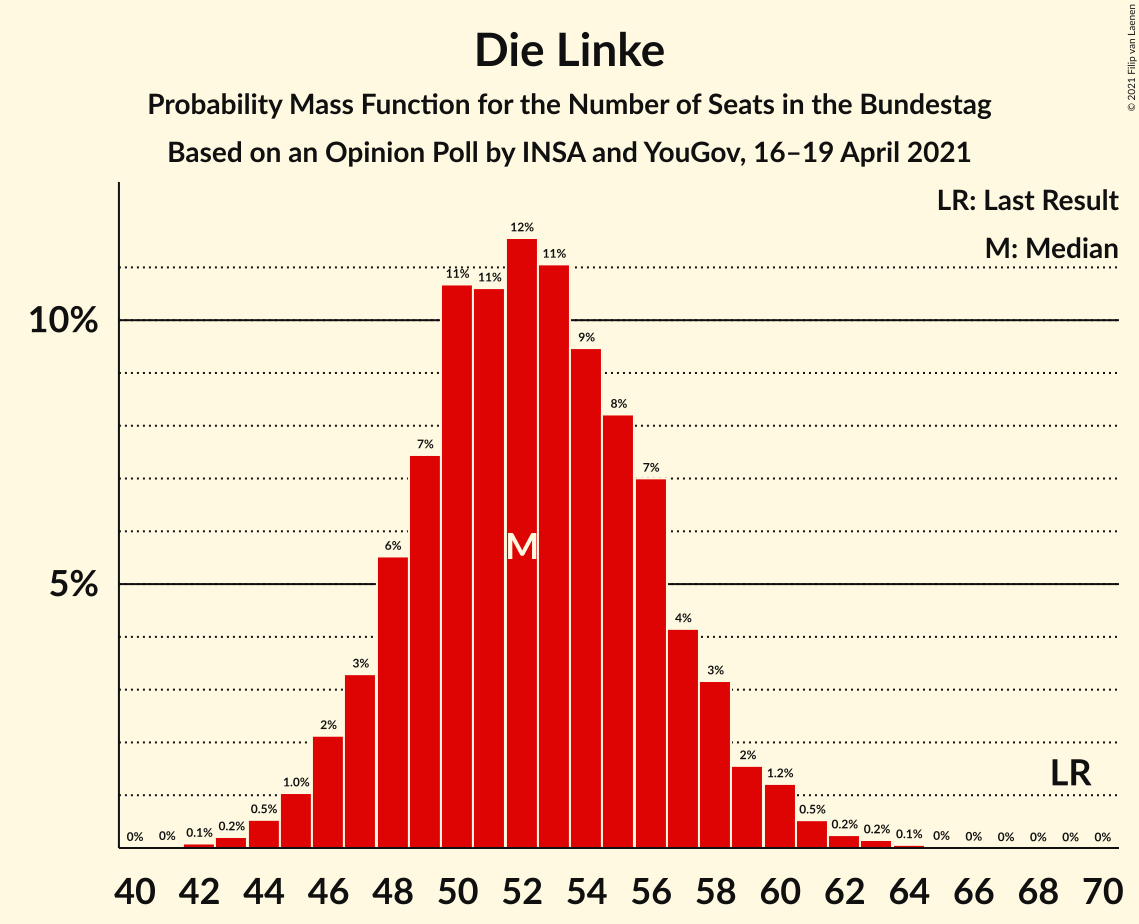 Die Linke
Probability Mass Function for the Number of Seats in the Bundestag
Based on an Opinion Poll by INSA and YouGov, 16–19 April 2021
© 2021 Filip van Laenen
LR: Last Result
M: Median
10%
5%
0% 0% 0.1% 0.2% 0.5% 1.0% 2% 3% 6% 7% 11% 11% 12% 11% 9% 8% 7% 4% 3% 2% 1.2% 0.5% 0.2% 0.2% 0.1% 0% 0% 0% 0% 0% 0%
M
LR
40 42 44 46 48 50 52 54 56 58 60 62 64 66 68 70